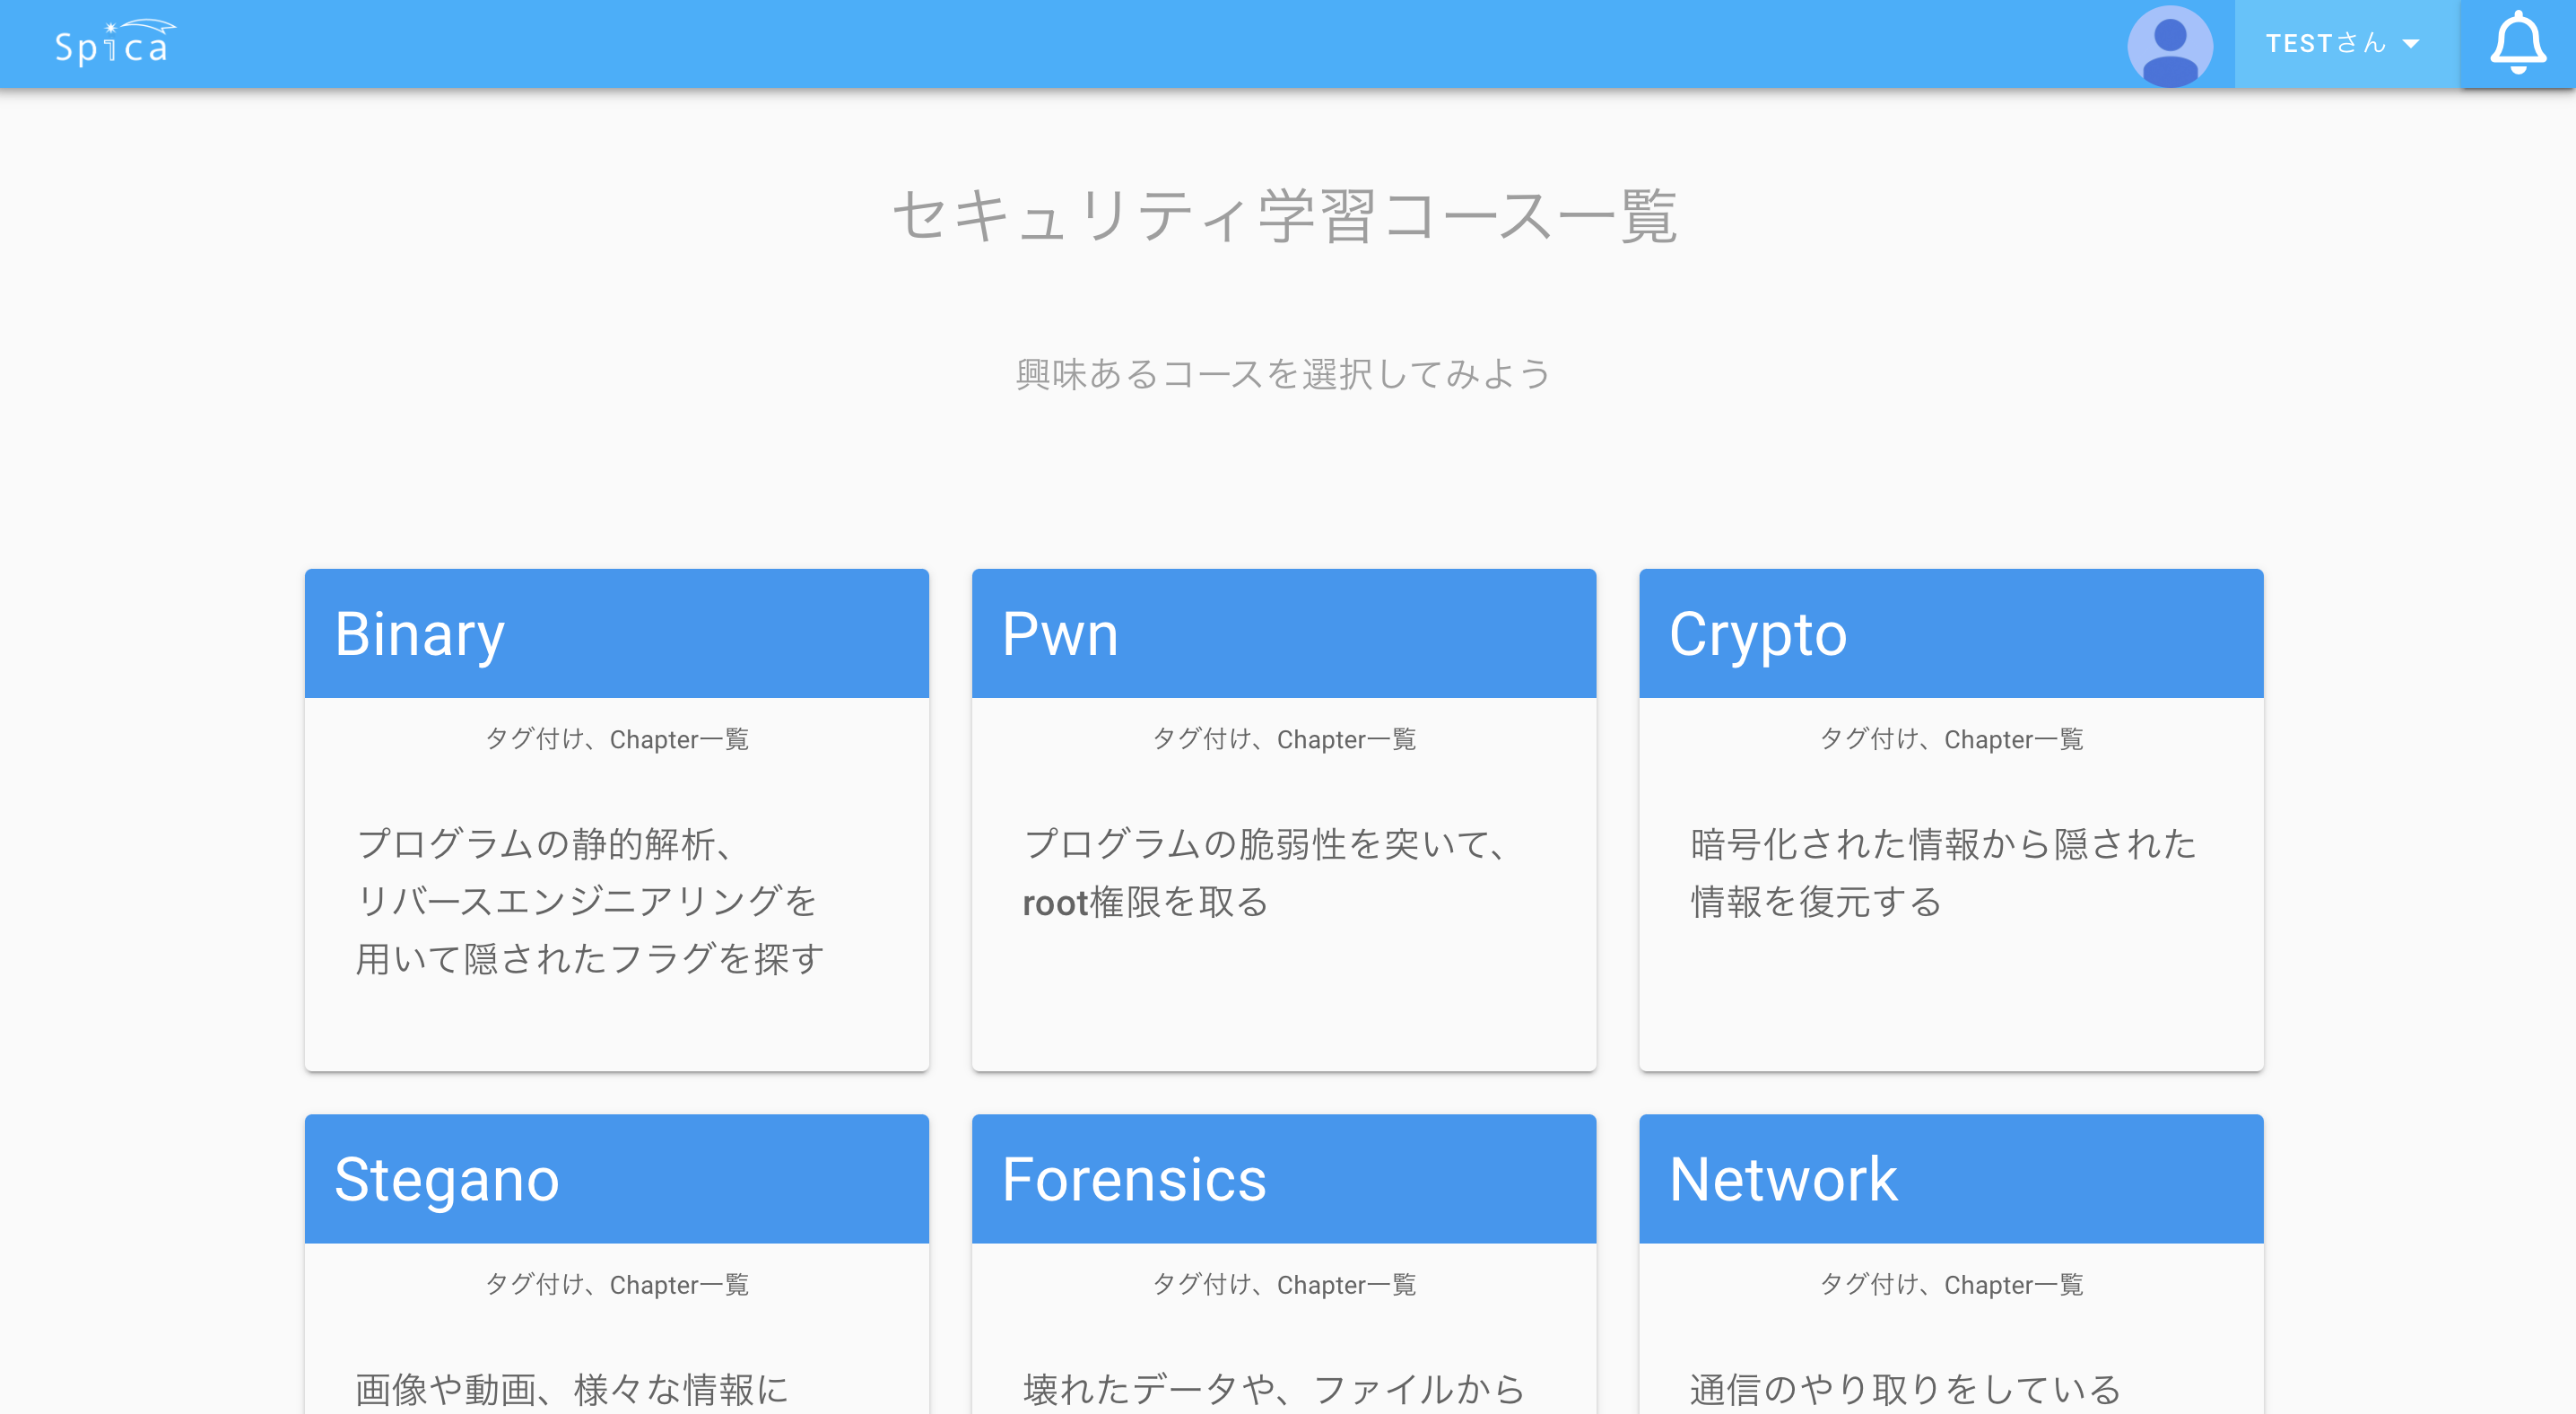 Spica
TESTさん
セキュリティ学習コース一覧
興味あるコースを選択してみよう
Binary
タグ付け、Chapter一覧
プログラムの静的解析、
リバースエンジニアリングを
用いて隠されたフラグを探す
Pwn
タグ付け、Chapter一覧
プログラムの脆弱性を突いて、
root権限を取る
Crypto
タグ付け、Chapter一覧
暗号化された情報から隠された
情報を復元する
Stegano
タグ付け、Chapter一覧
画像や動画、様々な情報に
Forensics
タグ付け、Chapter一覧
壊れたデータや、ファイルから
Network
タグ付け、Chapter一覧
通信のやり取りをしている